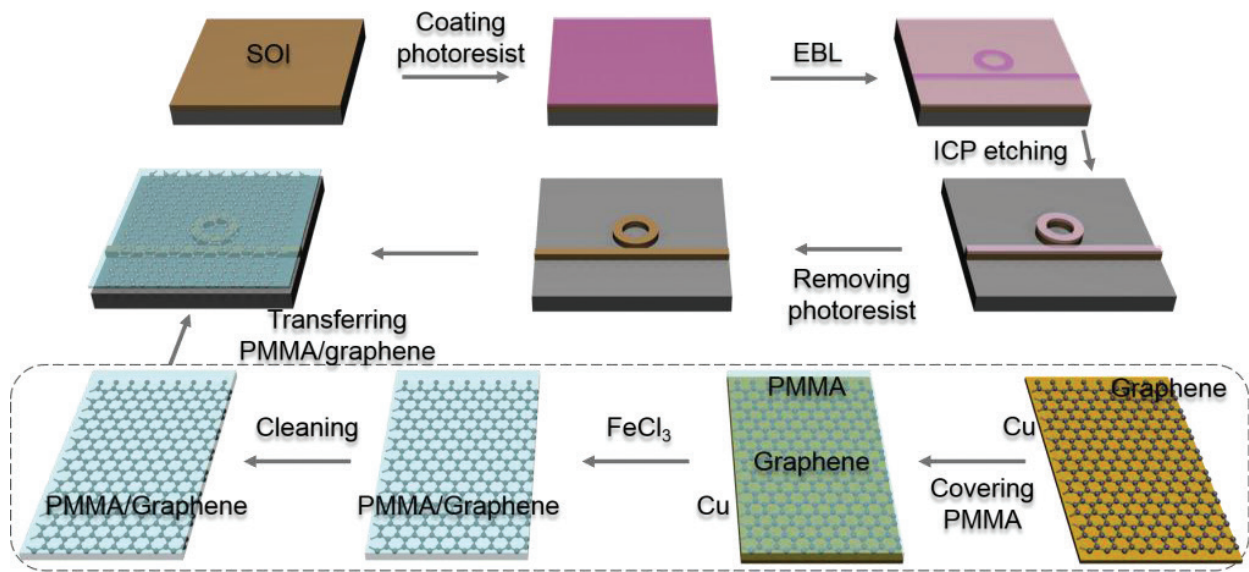 SOI
Coating
photoresist
EBL
ICP etching
Removing
photoresist
Transferring
PMMA/graphene
PMMA/Graphene
Cleaning
PMMA/Graphene
FeCl₃
PMMA
Graphene
Cu
Covering
PMMA
Cu
Graphene